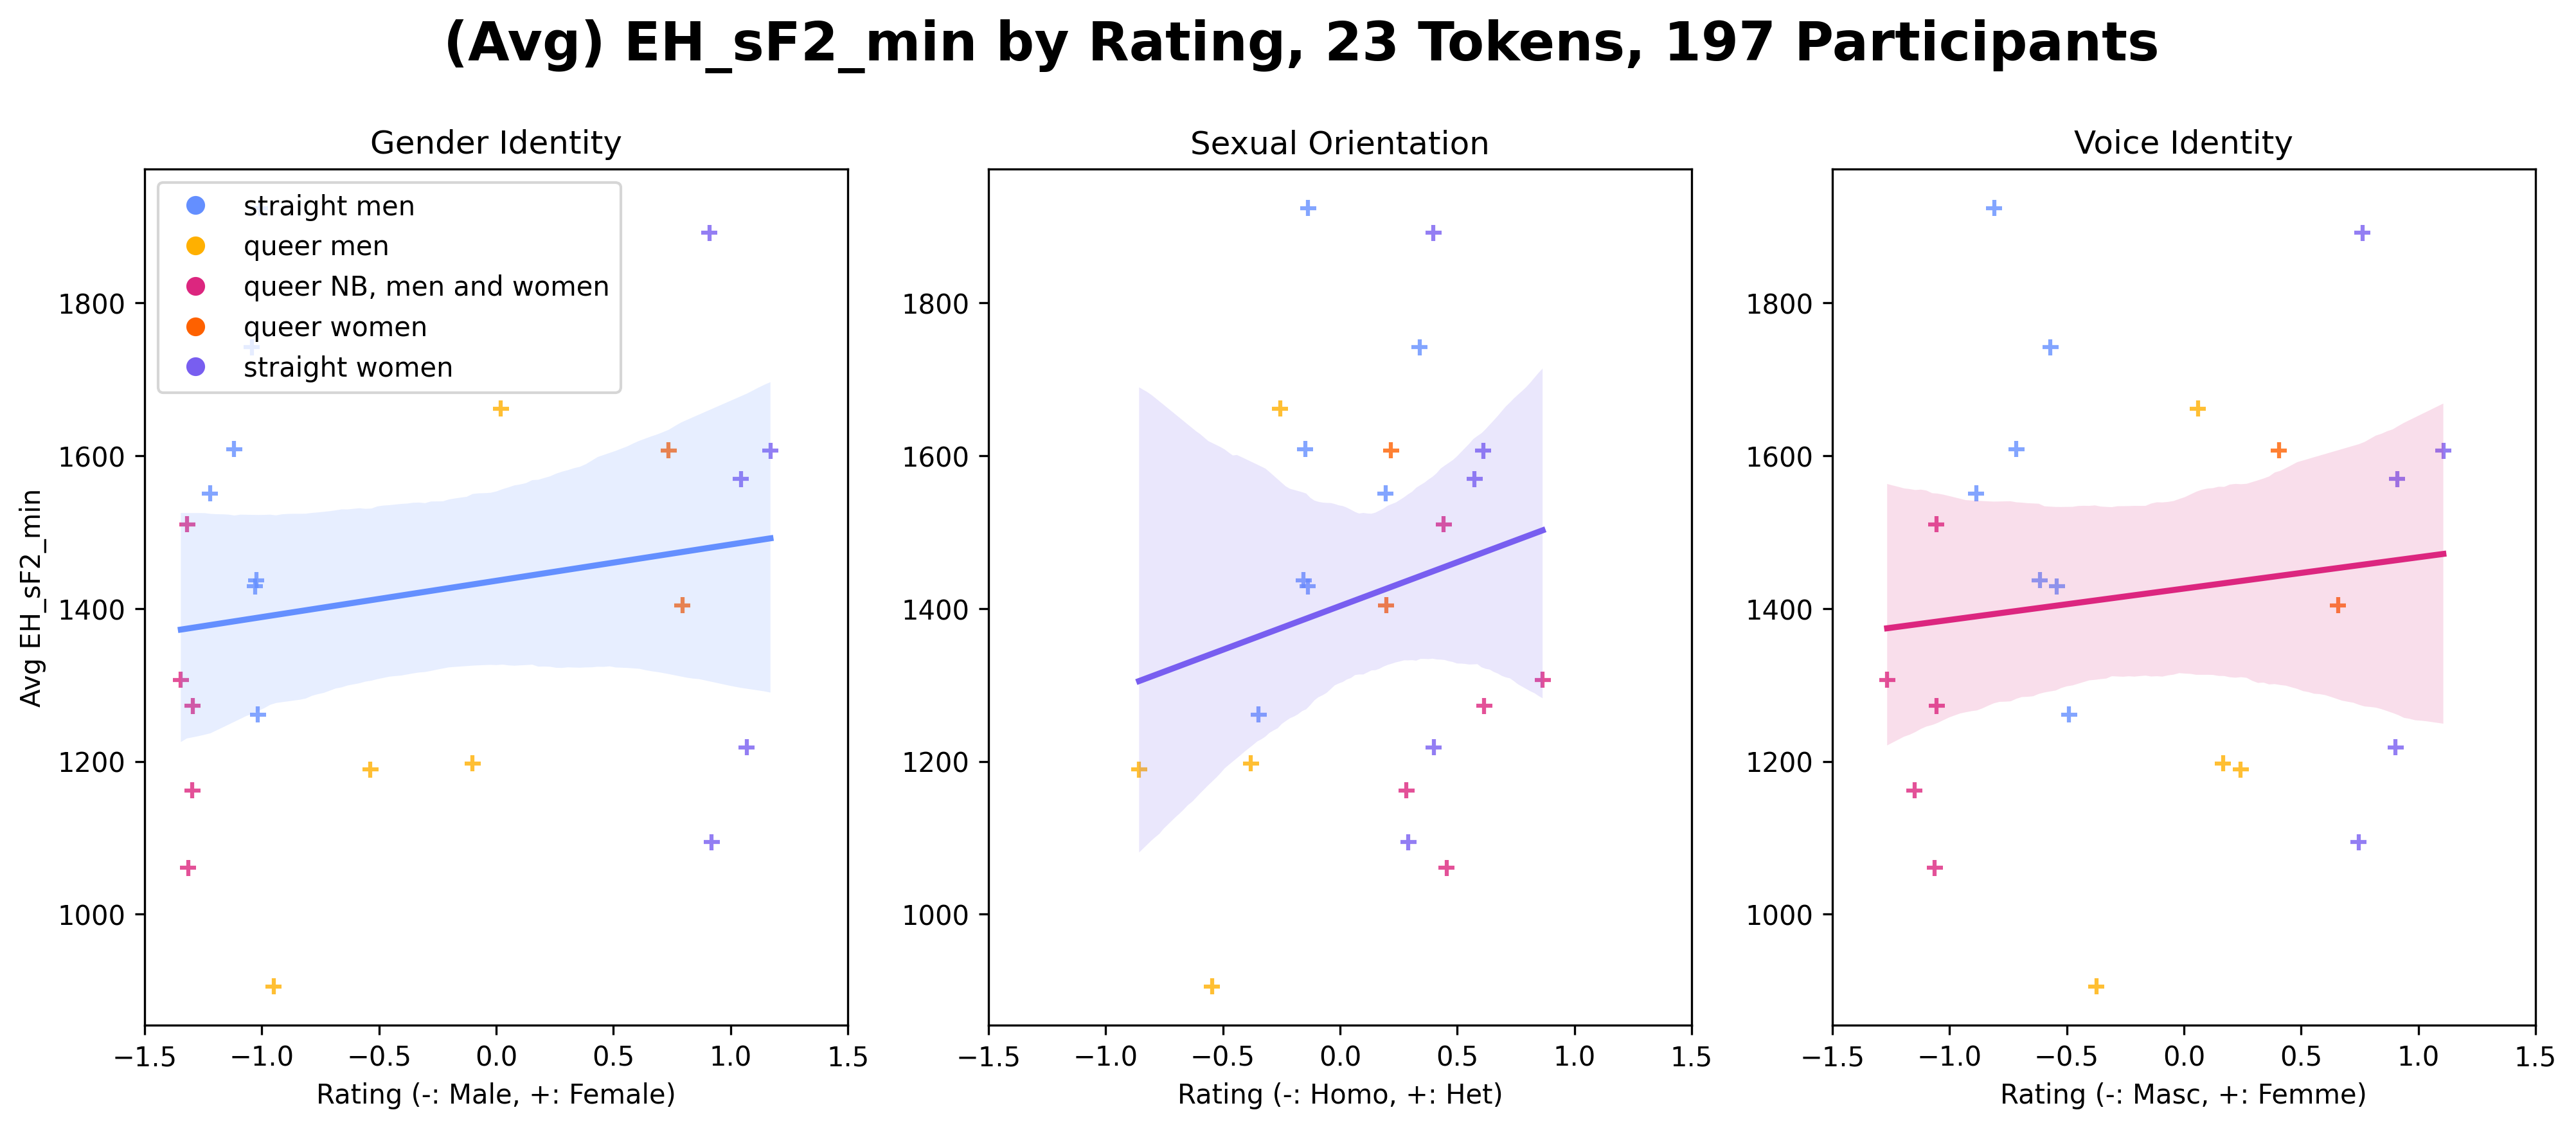 (Avg) EH_sF2_min by Rating, 23 Tokens, 197 Participants
Gender Identity
straight men
queer men
queer NB, men and women
queer women
straight women
Avg EH_sF2_min
1800
1600
1400
1200
1000
−1.5 −1.0 −0.5 0.0 0.5 1.0 1.5
Rating (-: Male, +: Female)
Sexual Orientation
1800
1600
1400
1200
1000
−1.5 −1.0 −0.5 0.0 0.5 1.0 1.5
Rating (-: Homo, +: Het)
Voice Identity
1800
1600
1400
1200
1000
−1.5 −1.0 −0.5 0.0 0.5 1.0 1.5
Rating (-: Masc, +: Femme)